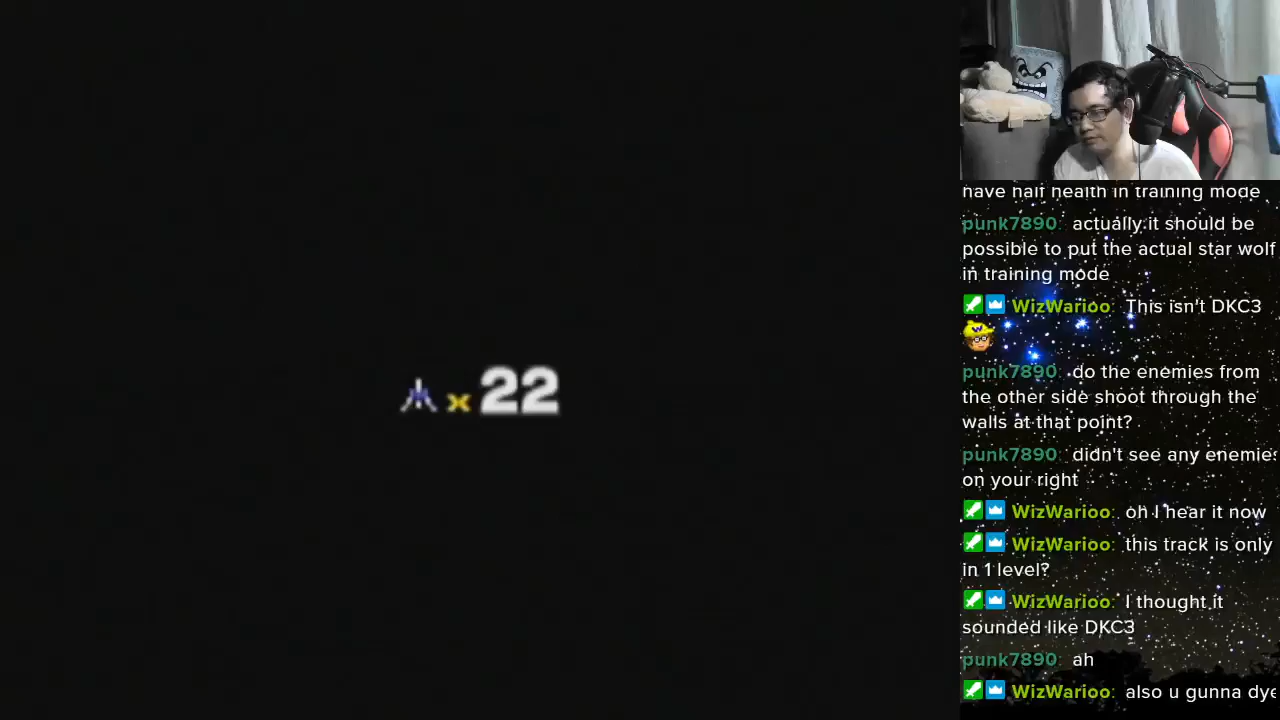 x 22
have half health in training mode
punk7890: actually it should be
possible to put the actual star wolf
in training mode
WizWarioo: This isn't DKC3
W
punk7890: do the enemies from
the other side shoot through the
walls at that point?
punk7890: didn't see any enemie
on your right
WizWarioo: oh I hear it now
WizWarioo: this track is only
in 1 level?
WizWarioo: I thought it
sounded like DKC3
punk7890: ah
WizWarioo: also u gunna dye